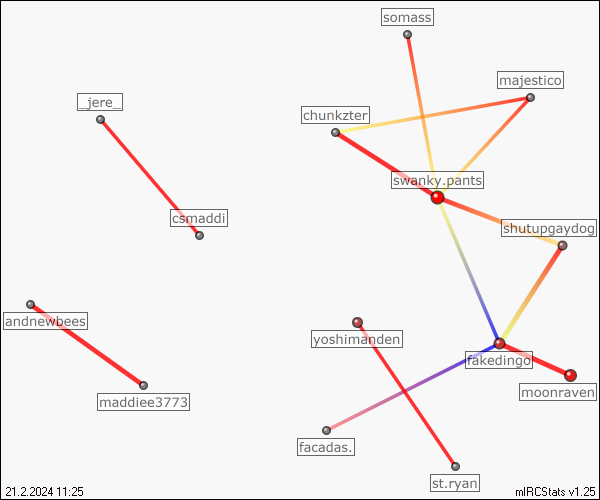 somass
majestico
_jere_
chunkzter
swanky.pants
csmaddi
shutupgaydog
andnewbees
yoshimanden
fakedingo
moonraven
maddiee3773
facadas.
st.ryan
21.2.2024 11:25
mIRCStats v1.25